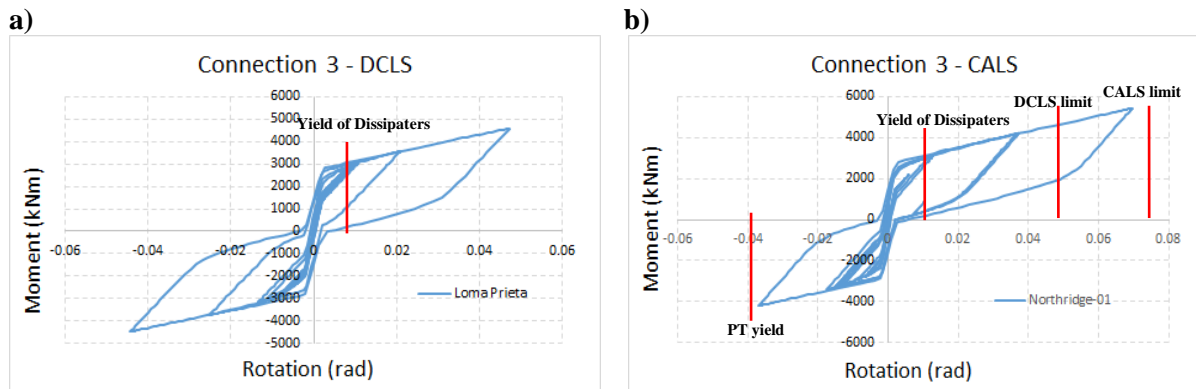 a)
Connection 3 - DCLS
6000
5000
4000
3000
2000
1000
0
-1000
-2000
-3000
-4000
-5000
-0.06
-0.04
-0.02
0
0.02
0.04
0.06
Yield of Dissipaters
Loma Prieta
Moment (kNm)
Rotation (rad)
b)
Connection 3 - CALS
6000
4000
2000
0
-2000
-4000
-6000
-0.06
-0.04
-0.02
0
0.02
0.04
0.06
0.08
Yield of Dissipaters
DCLS limit
CALS limit
PT yield
Northridge-01
Moment (kNm)
Rotation (rad)